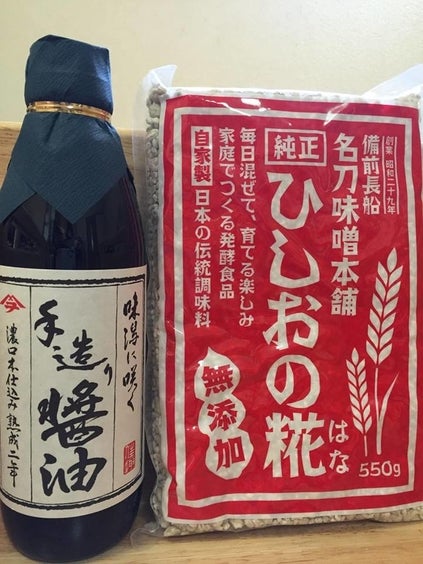 に咲く
手造り醬油
濃口木仕込み熟成二年
創業 昭和二十九年
備前長船
名刀味噌本舗
純正 ひしおの糀
はな
毎日混ぜて、育てる楽しみ
家庭でつくる発酵食品
自家製 日本の伝統調味料
無添加
550g